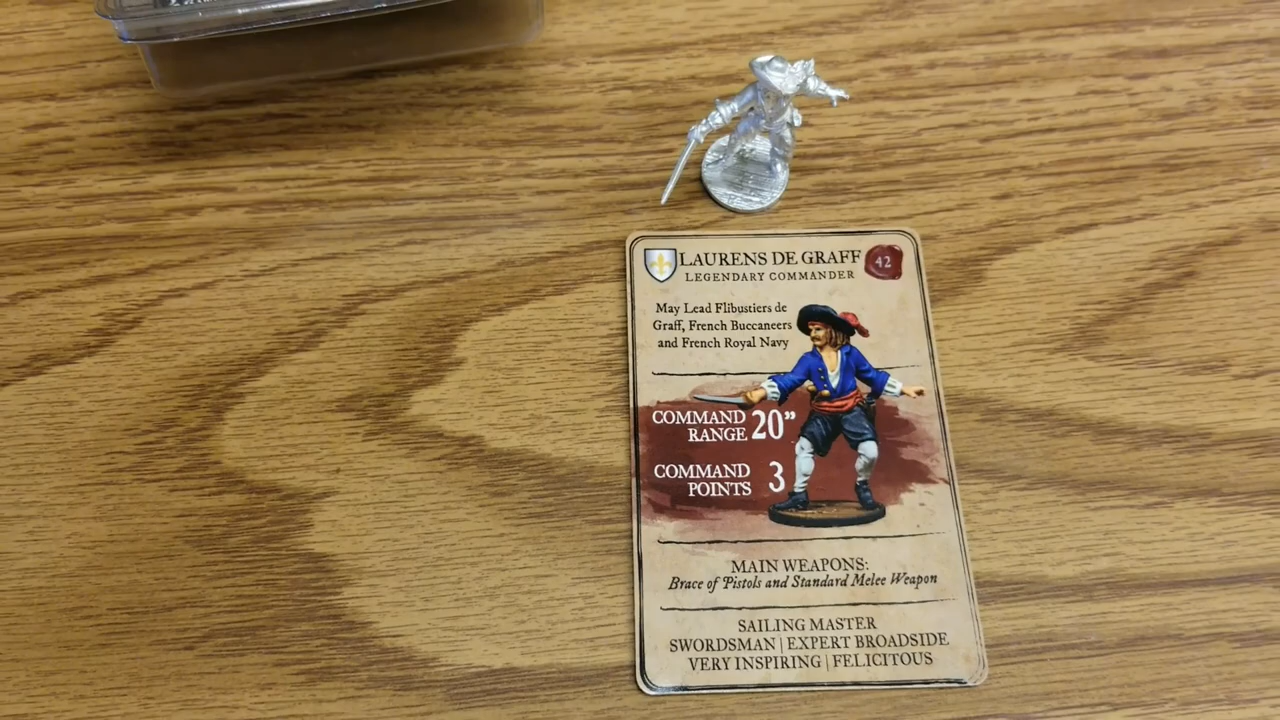 LAURENS DE GRAFF 42
LEGENDARY COMMANDER
May Lead Flibustiers de
Graff, French Buccaneers
and French Royal Navy
COMMAND
RANGE 20”
COMMAND
POINTS 3
MAIN WEAPONS:
Brace of Pistols and Standard Melee Weapon
SAILING MASTER
SWORDSMAN | EXPERT BROADSIDE
VERY INSPIRING | FELICITOUS